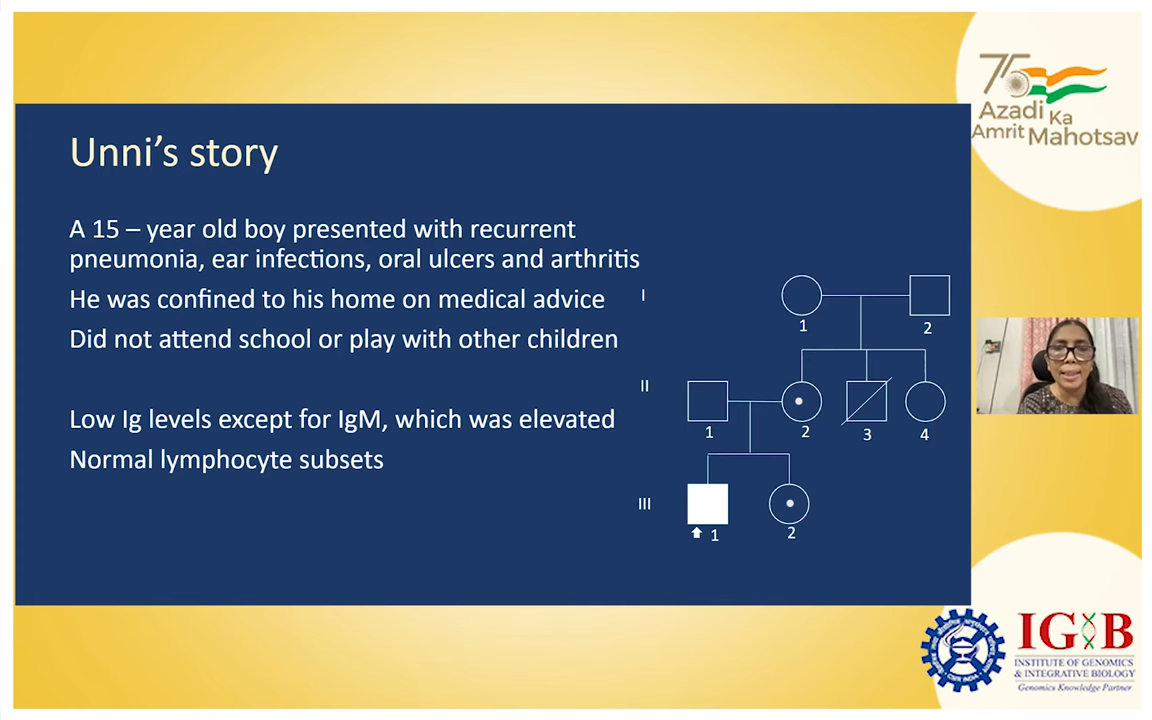 75
Azadi Ka
Amrit Mahotsav
Unni’s story
A 15 – year old boy presented with recurrent
pneumonia, ear infections, oral ulcers and arthritis
He was confined to his home on medical advice
Did not attend school or play with other children
Low Ig levels except for IgM, which was elevated
Normal lymphocyte subsets
I
1
2
II
1
2
3
4
III
1
2
IGIB
INSTITUTE OF GENOMICS
& INTEGRATIVE BIOLOGY
Genomics Knowledge Partner